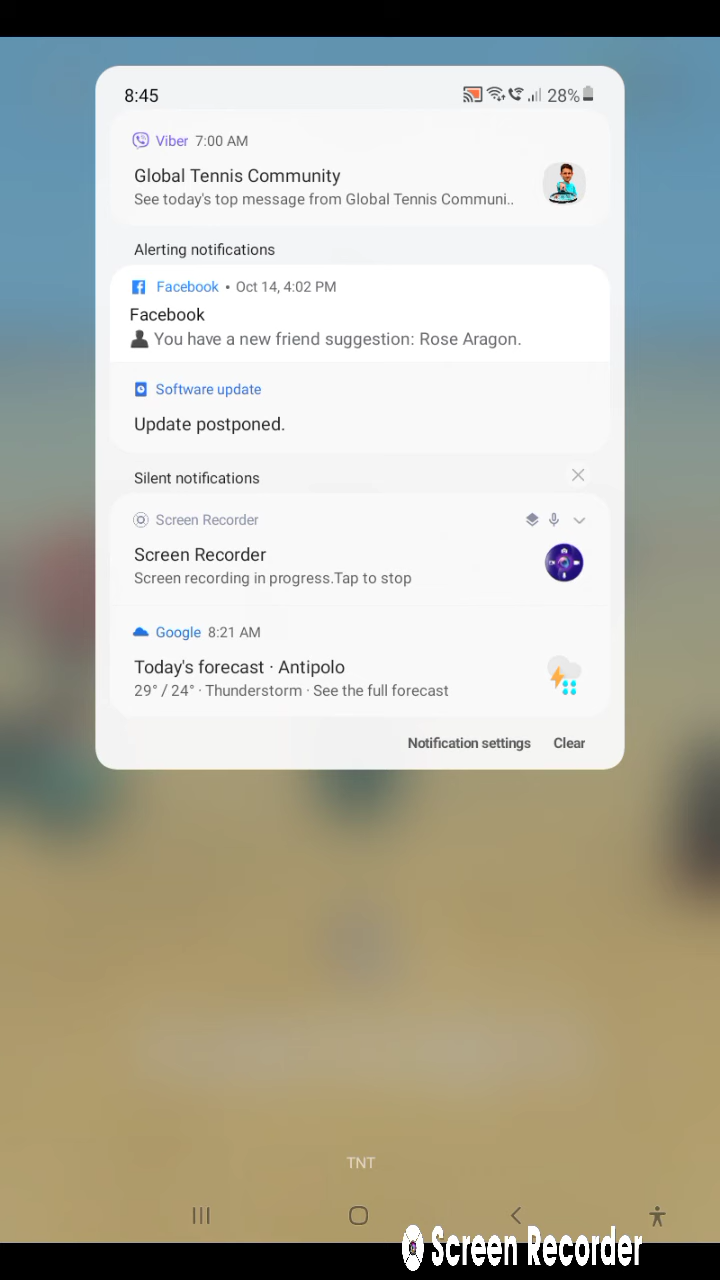 8:45 28%
Viber 7:00 AM
Global Tennis Community
See today's top message from Global Tennis Communi..
Alerting notifications
Facebook • Oct 14, 4:02 PM
Facebook
You have a new friend suggestion: Rose Aragon.
Software update
Update postponed.
Silent notifications
Screen Recorder
Screen Recorder
Screen recording in progress.Tap to stop
Google 8:21 AM
Today's forecast · Antipolo
29° / 24° · Thunderstorm · See the full forecast
Notification settings Clear
TNT
Screen Recorder